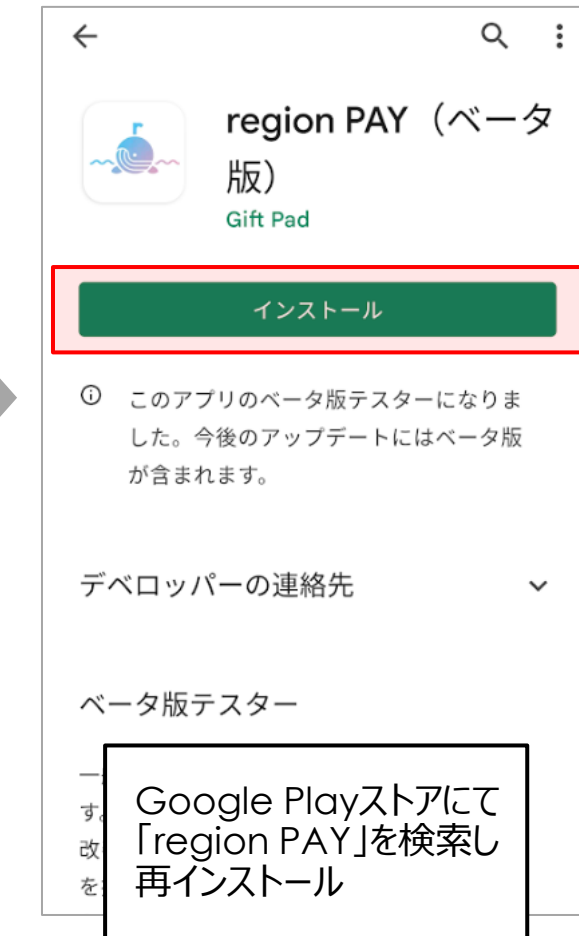 region PAY（ベータ
版）
Gift Pad
インストール
このアプリのベータ版テスターになりま
した。今後のアップデートにはベータ版
が含まれます。
デベロッパーの連絡先
ベータ版テスター
す。
改
を
Google Playストアにて
「region PAY」を検索し
再インストール